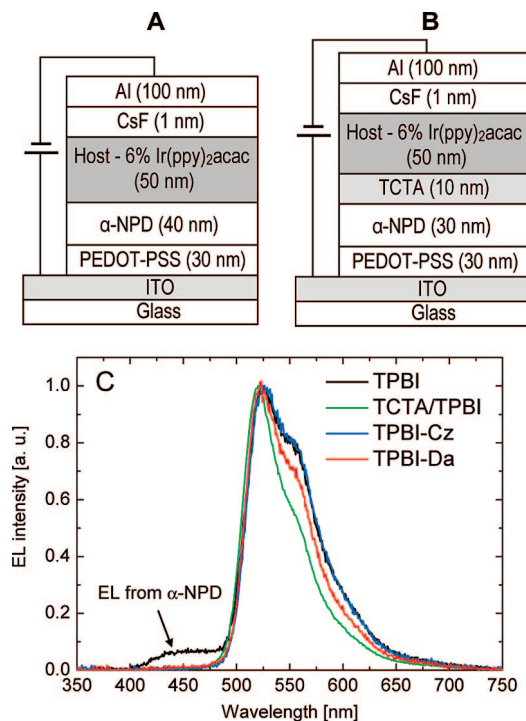 A
Al (100 nm)
CsF (1 nm)
Host - 6% Ir(ppy)₂acac
(50 nm)
α-NPD (40 nm)
PEDOT-PSS (30 nm)
ITO
Glass
B
Al (100 nm)
CsF (1 nm)
Host - 6% Ir(ppy)₂acac
(50 nm)
TCTA (10 nm)
α-NPD (30 nm)
PEDOT-PSS (30 nm)
ITO
Glass
C
TPBI
TCTA/TPBI
TPBI-Cz
TPBI-Da
EL from α-NPD
EL intensity [a. u.]
1.0
0.8
0.6
0.4
0.2
0.0
350 400 450 500 550 600 650 700 750
Wavelength [nm]